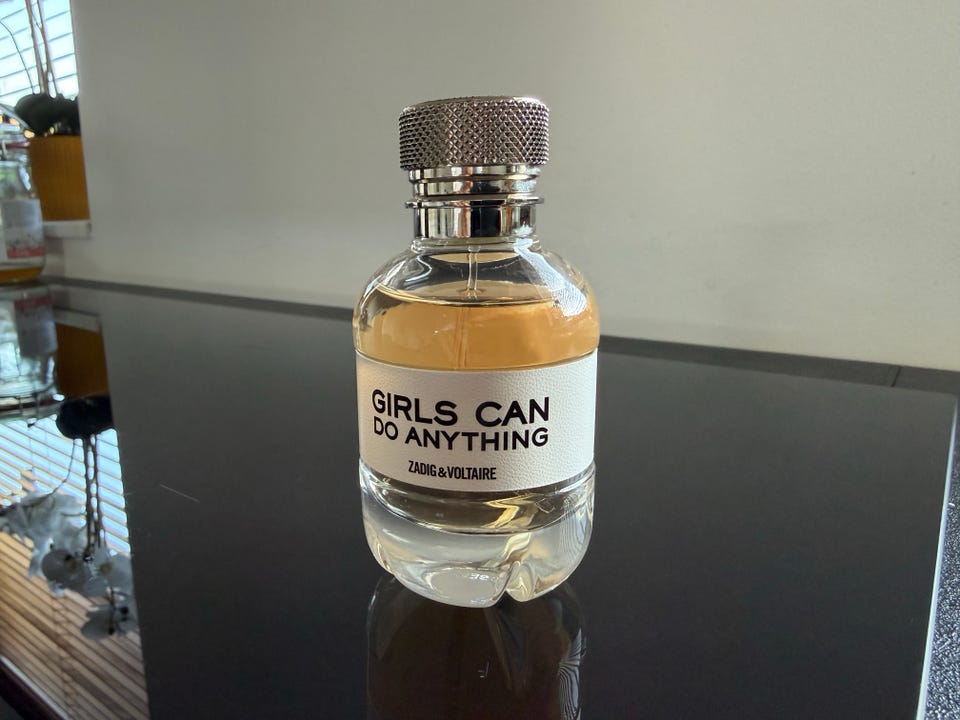 GIRLS CAN
DO ANYTHING
ZADIG&VOLTAIRE